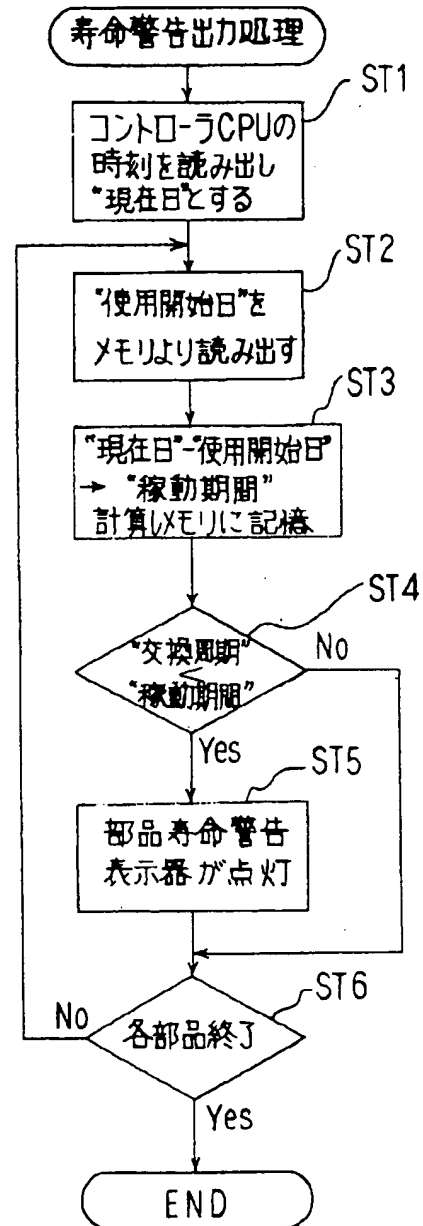 寿命警告出力処理
ST1
コントローラCPUの
時刻を読み出し
"現在日"とする
ST2
"使用開始日"を
メモリより読み出す
ST3
"現在日"-"使用開始日"
→ "稼動期間"
計算しメモリに記憶
ST4
"交換周期"
<
"稼動期間"
No
Yes
ST5
部品寿命警告
表示器が点灯
ST6
No
各部品終了
Yes
END